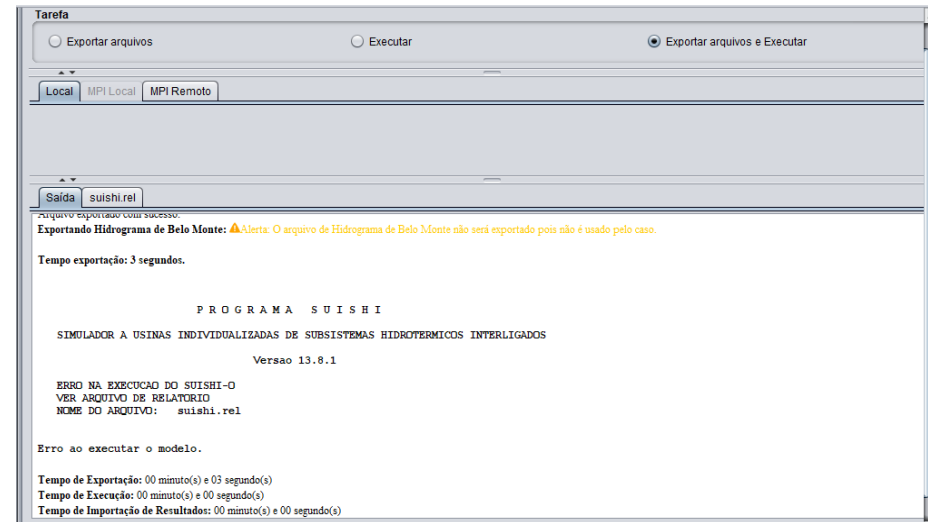 Tarefa
Exportar arquivos
Executar
Exportar arquivos e Executar
Local
MPI Local
MPI Remoto
Saída
suishi.rel
Arquivo exportado com sucesso.
Exportando Hidrograma de Belo Monte: Alerta: O arquivo de Hidrograma de Belo Monte não será exportado pois não é usado pelo caso.
Tempo exportação: 3 segundos.
P R O G R A M A   S U I S H I
SIMULADOR A USINAS INDIVIDUALIZADAS DE SUBSISTEMAS HIDROTERMICOS INTERLIGADOS
Versao 13.8.1
ERRO NA EXECUCAO DO SUISHI-O
VER ARQUIVO DE RELATORIO
NOME DO ARQUIVO:   suishi.rel
Erro ao executar o modelo.
Tempo de Exportação: 00 minuto(s) e 03 segundo(s)
Tempo de Execução: 00 minuto(s) e 00 segundo(s)
Tempo de Importação de Resultados: 00 minuto(s) e 00 segundo(s)